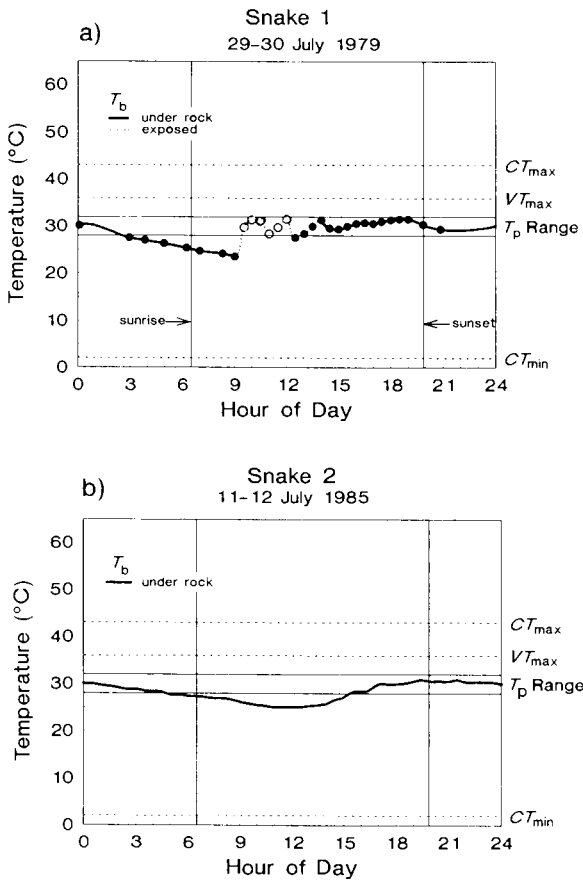 a)
Snake 1
29-30 July 1979
Temperature (°C)
60
50
40
30
20
10
0
T_b
under rock
exposed
CT_max
VT_max
T_p Range
sunrise
sunset
CT_min
0 3 6 9 12 15 18 21 24
Hour of Day
b)
Snake 2
11-12 July 1985
Temperature (°C)
60
50
40
30
20
10
0
T_b
under rock
CT_max
VT_max
T_p Range
CT_min
0 3 6 9 12 15 18 21 24
Hour of Day